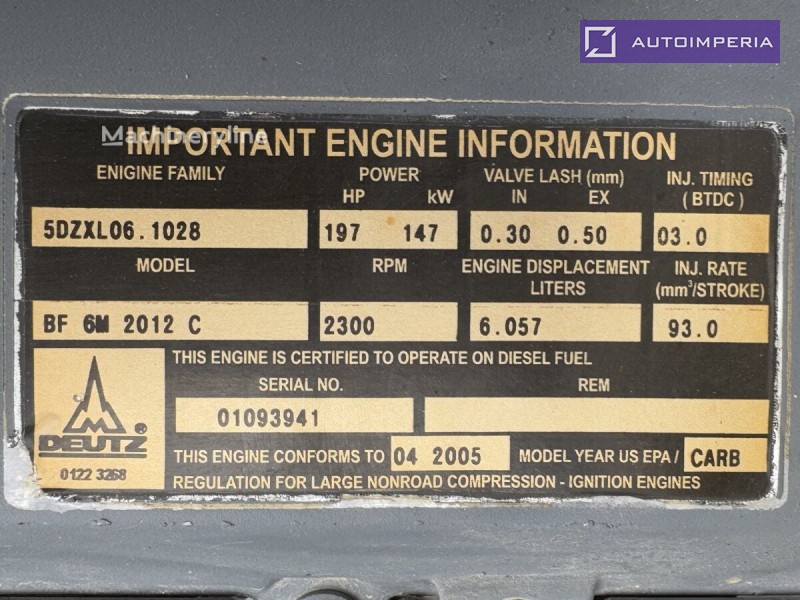 AUTOIMPERIA
Machineryline
IMPORTANT ENGINE INFORMATION
ENIGINE FAMILY POWER VALVE LASH (mm) INJ. TIMING
HP kW IN EX (BTDC)
5DZXL06.1028 197 147 0.30 0.50 03.0
MODEL RPM ENGINE DISPLACEMENT INJ. RATE
LITERS (mm³/STROKE)
BF 6M 2012 C 2300 6.057 93.0
THIS ENGINE IS CERTIFIED TO OPERATE ON DIESEL FUEL
SERIAL NO. REM
01093941
DEUTZ®
0122 3268
THIS ENGINE CONFORMS TO 04 2005 MODEL YEAR US EPA / CARB
REGULATION FOR LARGE NONROAD COMPRESSION - IGNITION ENGINES